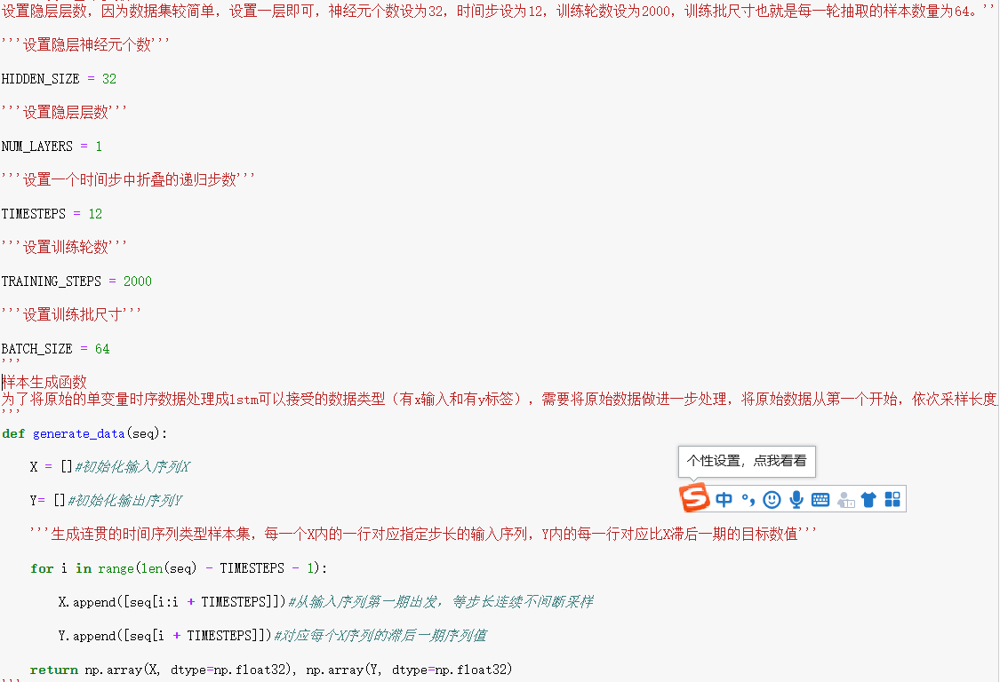 设置隐层层数，因为数据集较简单，设置一层即可，神经元个数设为32，时间步设为12，训练轮数设为2000，训练批尺寸也就是每一轮抽取的样本数量为64。''
'''设置隐层神经元个数'''
HIDDEN_SIZE = 32
'''设置隐层层数'''
NUM_LAYERS = 1
'''设置一个时间步中折叠的递归步数'''
TIMESTEPS = 12
'''设置训练轮数'''
TRAINING_STEPS = 2000
'''设置训练批尺寸'''
BATCH_SIZE = 64
'''
样本生成函数
为了将原始的单变量时序数据处理成lstm可以接受的数据类型（有x输入和有y标签），需要将原始数据做进一步处理，将原始数据从第一个开始，依次采样长度
'''
def generate_data(seq):
X = []#初始化输入序列X
Y= []#初始化输出序列Y
个性设置，点我看看
S 中
'''生成连贯的时间序列类型样本集，每一个X内的一行对应指定步长的输入序列，Y内的每一行对应比X滞后一期的目标数值'''
for i in range(len(seq) - TIMESTEPS - 1):
X.append([seq[i:i + TIMESTEPS]])#从输入序列第一期出发，等步长连续不间断采样
Y.append([seq[i + TIMESTEPS]])#对应每个X序列的滞后一期序列值
return np.array(X, dtype=np.float32), np.array(Y, dtype=np.float32)
'''